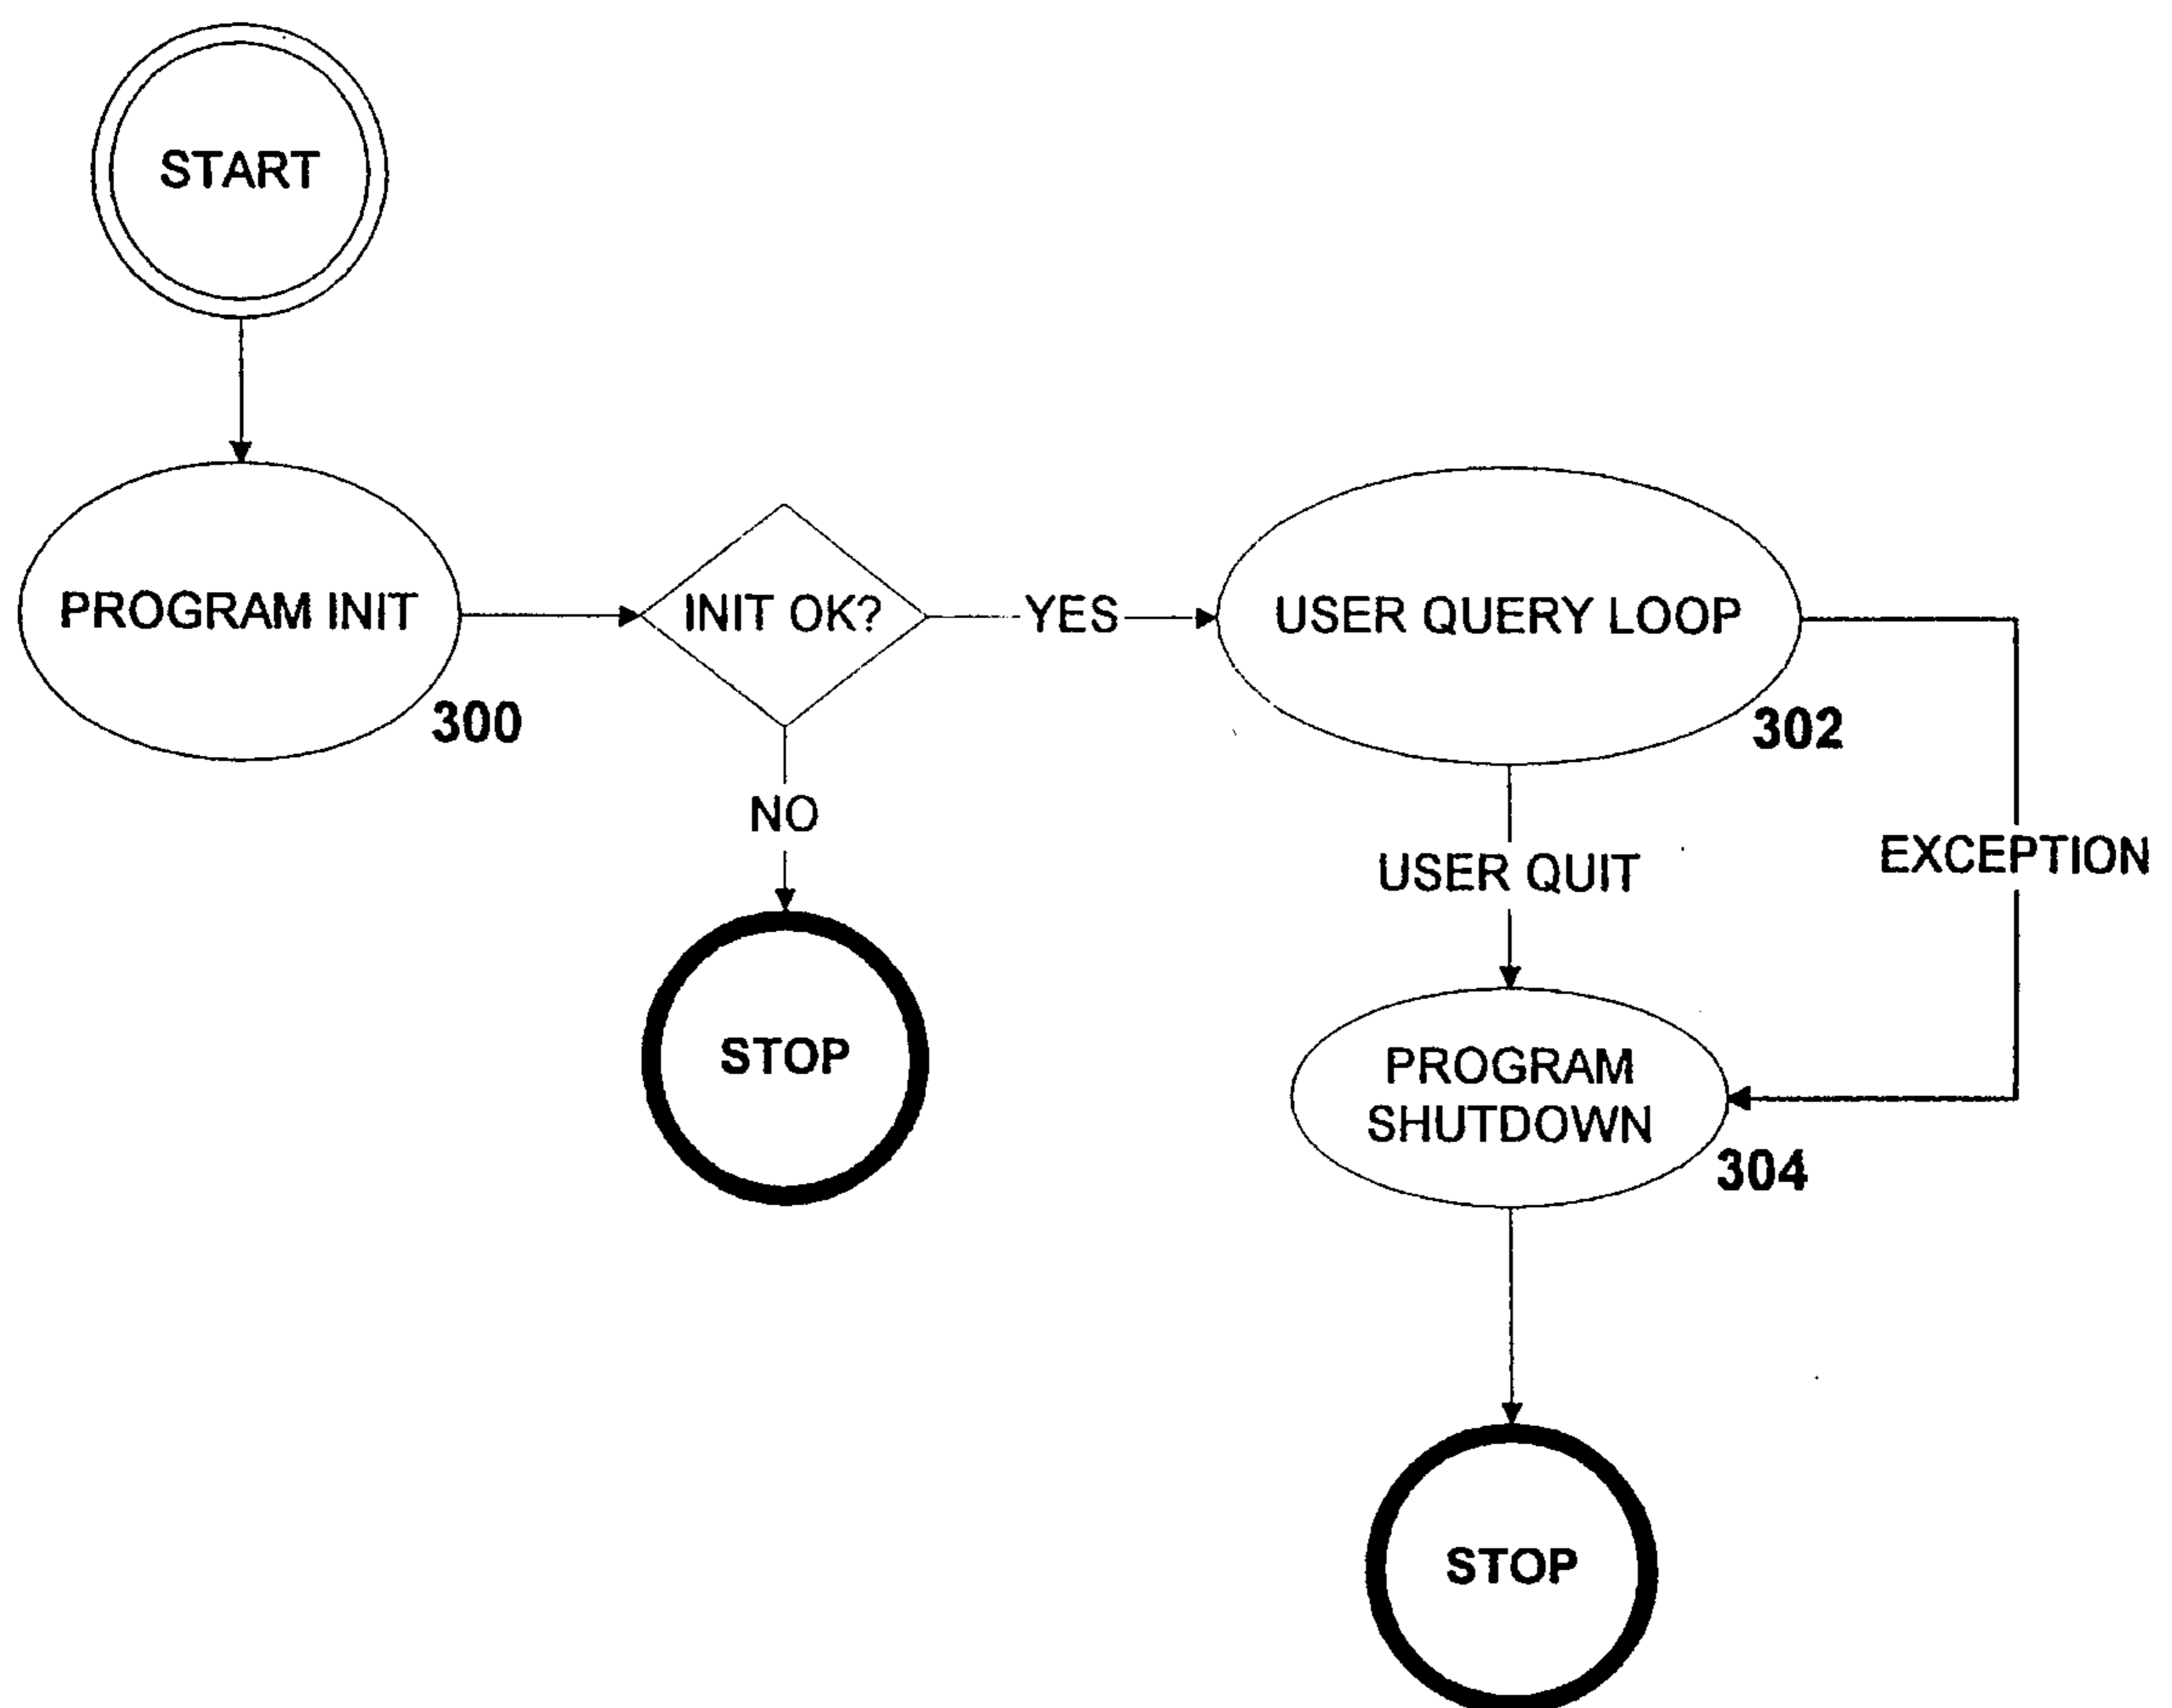 START
PROGRAM INIT
300
INIT OK?
YES
USER QUERY LOOP
302
NO
USER QUIT
EXCEPTION
STOP
PROGRAM
SHUTDOWN
304
STOP